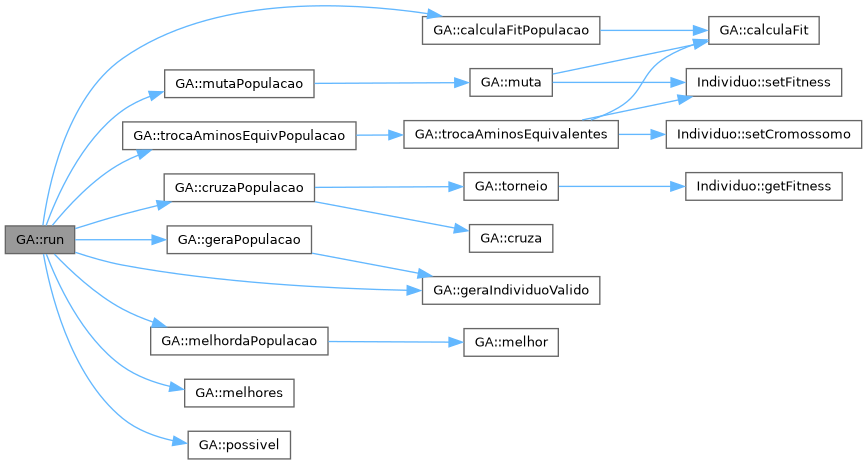 GA::calculaFitPopulacao
GA::calculaFit
GA::mutaPopulacao
GA::muta
Individuo::setFitness
GA::trocaAminosEquivPopulacao
GA::trocaAminosEquivalentes
Individuo::setCromossomo
GA::cruzaPopulacao
GA::torneio
Individuo::getFitness
GA::run
GA::geraPopulacao
GA::cruza
GA::geraIndividuoValido
GA::melhordaPopulacao
GA::melhor
GA::melhores
GA::possivel